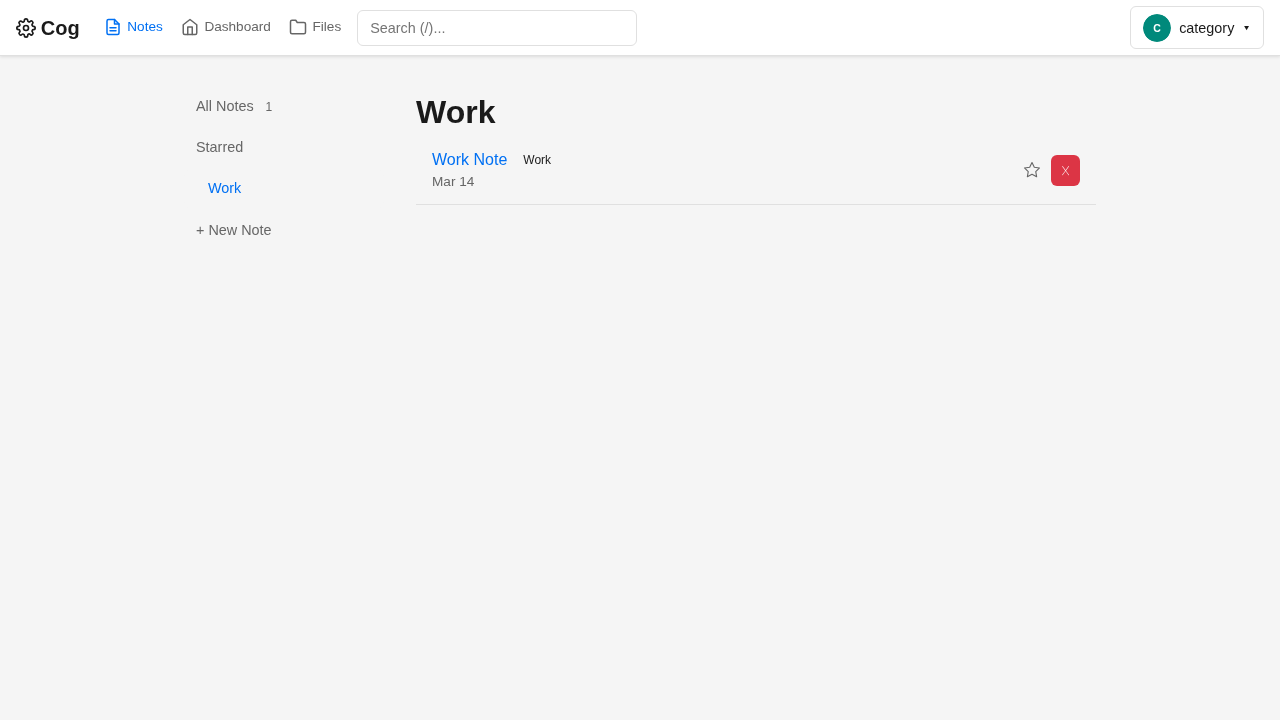 Cog
Notes
Dashboard
Files
Search (/)...
C
category
All Notes 1
Starred
Work
+ New Note
Work
Work Note Work
Mar 14
X